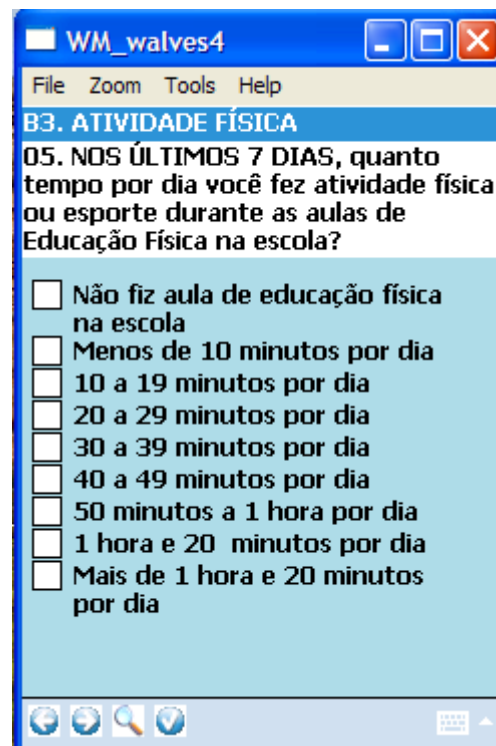 WM_walves4
File Zoom Tools Help
B3. ATIVIDADE FÍSICA
05. NOS ÚLTIMOS 7 DIAS, quanto
tempo por dia você fez atividade física
ou esporte durante as aulas de
Educação Física na escola?
Não fiz aula de educação física
na escola
Menos de 10 minutos por dia
10 a 19 minutos por dia
20 a 29 minutos por dia
30 a 39 minutos por dia
40 a 49 minutos por dia
50 minutos a 1 hora por dia
1 hora e 20  minutos por dia
Mais de 1 hora e 20 minutos
por dia